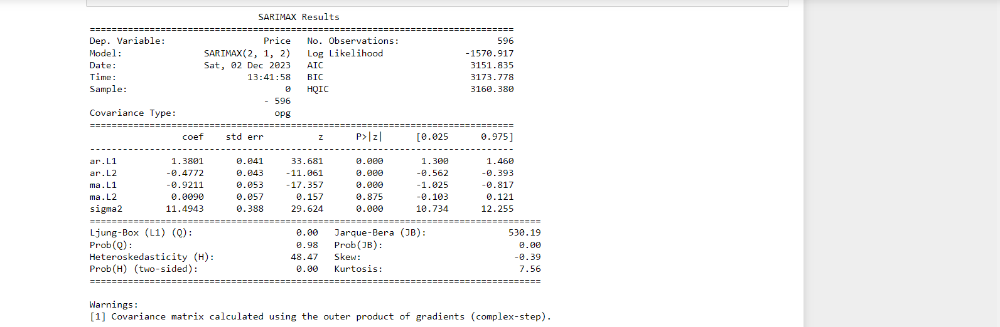 SARIMAX Results
==============================================================================
Dep. Variable:                  Price   No. Observations:                  596
Model:               SARIMAX(2, 1, 2)   Log Likelihood               -1570.917
Date:                Sat, 02 Dec 2023   AIC                           3151.835
Time:                        13:41:58   BIC                           3173.778
Sample:                             0   HQIC                          3160.380
- 596
Covariance Type:                  opg
==============================================================================
coef    std err          z      P>|z|      [0.025      0.975]
------------------------------------------------------------------------------
ar.L1          1.3801      0.041     33.681      0.000       1.300       1.460
ar.L2         -0.4772      0.043    -11.061      0.000      -0.562      -0.393
ma.L1         -0.9211      0.053    -17.357      0.000      -1.025      -0.817
ma.L2          0.0090      0.057      0.157      0.875      -0.103       0.121
sigma2        11.4943      0.388     29.624      0.000      10.734      12.255
===================================================================================
Ljung-Box (L1) (Q):                   0.00   Jarque-Bera (JB):               530.19
Prob(Q):                              0.98   Prob(JB):                         0.00
Heteroskedasticity (H):              48.47   Skew:                            -0.39
Prob(H) (two-sided):                  0.00   Kurtosis:                         7.56
===================================================================================
Warnings:
[1] Covariance matrix calculated using the outer product of gradients (complex-step).